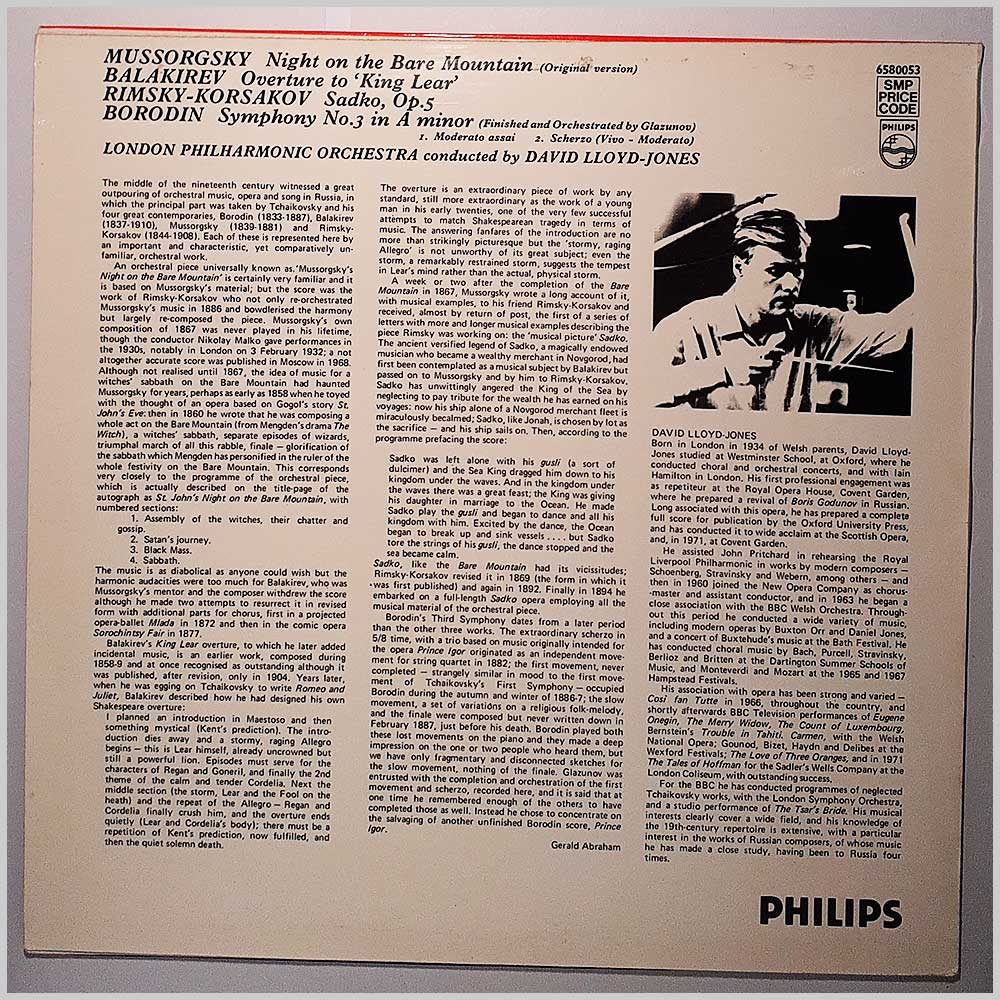 MUSSORGSKY Night on the Bare Mountain (Original version)
BALAKIREV Overture to 'King Lear'
RIMSKY-KORSAKOV Sadko, Op.5
BORODIN Symphony No.3 in A minor (Finished and Orchestrated by Glazunov)
1. Moderato assai 2. Scherzo (Vivo - Moderato)
LONDON PHILHARMONIC ORCHESTRA conducted by DAVID LLOYD-JONES
6580053
SMP
PRICE
CODE
PHILIPS
The middle of the nineteenth century witnessed a great
outpouring of orchestral music, opera and song in Russia, in
which the principal part was taken by Tchaikovsky and his
four great contemporaries, Borodin (1833-1887), Balakirev
(1837-1910), Mussorgsky (1839-1881) and Rimsky-
Korsakov (1844-1908). Each of these is represented here by
an important and characteristic, yet comparatively un-
familiar, orchestral work.
An orchestral piece universally known as 'Mussorgsky's
Night on the Bare Mountain' is certainly very familiar and it
is based on Mussorgsky's material; but the score was the
work of Rimsky-Korsakov who not only re-orchestrated
Mussorgsky's music in 1886 and bowdlerised the harmony
but largely re-composed the piece. Mussorgsky's own
composition of 1867 was never played in his lifetime,
though the conductor Nikolay Malko gave performances in
the 1930s, notably in London on 3 February 1932; a not
altogether accurate score was published in Moscow in 1968.
Although not realised until 1867, the idea of music for a
witches' sabbath on the Bare Mountain had haunted
Mussorgsky for years, perhaps as early as 1858 when he toyed
with the thought of an opera based on Gogol's story St.
John's Eve: then in 1860 he wrote that he was composing a
whole act on the Bare Mountain (from Mengden's drama The
Witch), a witches' sabbath, separate episodes of wizards,
triumphal march of all this rabble, finale – glorification of
the sabbath which Mengden has personified in the ruler of the
whole festivity on the Bare Mountain. This corresponds
very closely to the programme of the orchestral piece,
which is actually described on the title-page of the
autograph as St. John's Night on the Bare Mountain, with
numbered sections:
1. Assembly of the witches, their chatter and
gossip.
2. Satan's journey.
3. Black Mass.
4. Sabbath.
The music is as diabolical as anyone could wish but the
harmonic audacities were too much for Balakirev, who was
Mussorgsky's mentor and the composer withdrew the score
although he made two attempts to resurrect it in revised
form with additional parts for chorus, first in a projected
opera-ballet Mlada in 1872 and then in the comic opera
Sorochintsy Fair in 1877.
Balakirev's King Lear overture, to which he later added
incidental music, is an earlier work, composed during
1858-9 and at once recognised as outstanding although it
was published, after revision, only in 1904. Years later,
when he was egging on Tchaikovsky to write Romeo and
Juliet, Balakirev described how he had designed his own
Shakespeare overture:
I planned an introduction in Maestoso and then
something mystical (Kent's prediction). The intro-
duction dies away and a stormy, raging Allegro
begins – this is Lear himself, already uncrowned but
still a powerful lion. Episodes must serve for the
characters of Regan and Goneril, and finally the 2nd
theme of the calm and tender Cordelia. Next the
middle section (the storm, Lear and the Fool on the
heath) and the repeat of the Allegro – Regan and
Cordelia finally crush him, and the overture ends
quietly (Lear and Cordelia's body); there must be a
repetition of Kent's prediction, now fulfilled, and
then the quiet solemn death.
The overture is an extraordinary piece of work by any
standard, still more extraordinary as the work of a young
man in his early twenties, one of the very few successful
attempts to match Shakespearean tragedy in terms of
music. The answering fanfares of the introduction are no
more than strikingly picturesque but the 'stormy, raging
Allegro' is not unworthy of its great subject; even the
storm, a remarkably restrained storm, suggests the tempest
in Lear's mind rather than the actual, physical storm.
A week or two after the completion of the Bare
Mountain in 1867, Mussorgsky wrote a long account of it,
with musical examples, to his friend Rimsky-Korsakov and
received, almost by return of post, the first of a series of
letters with more and longer musical examples describing the
piece Rimsky was working on: the 'musical picture' Sadko.
The ancient versified legend of Sadko, a magically endowed
musician who became a wealthy merchant in Novgorod, had
first been contemplated as a musical subject by Balakirev but
passed on to Mussorgsky and by him to Rimsky-Korsakov.
Sadko has unwittingly angered the King of the Sea by
neglecting to pay tribute for the wealth he has earned on his
voyages: now his ship alone of a Novgorod merchant fleet is
miraculously becalmed; Sadko, like Jonah, is chosen by lot as
the sacrifice – and his ship sails on. Then, according to the
programme prefacing the score:
Sadko was left alone with his gusli (a sort of
dulcimer) and the Sea King dragged him down to his
kingdom under the waves. And in the kingdom under
the waves there was a great feast; the King was giving
his daughter in marriage to the Ocean. He made
Sadko play the gusli and began to dance and all his
kingdom with him. Excited by the dance, the Ocean
began to break up and sink vessels . . . . but Sadko
tore the strings of his gusli, the dance stopped and the
sea became calm.
Sadko, like the Bare Mountain had its vicissitudes;
Rimsky-Korsakov revised it in 1869 (the form in which it
was first published) and again in 1892. Finally in 1894 he
embarked on a full-length Sadko opera employing all the
musical material of the orchestral piece.
Borodin's Third Symphony dates from a later period
than the other three works. The extraordinary scherzo in
5/8 time, with a trio based on music originally intended for
the opera Prince Igor originated as an independent move-
ment for string quartet in 1882; the first movement, never
completed – strangely similar in mood to the first move-
ment of Tchaikovsky's First Symphony – occupied
Borodin during the autumn and winter of 1886-7; the slow
movement, a set of variations on a religious folk-melody,
and the finale were composed but never written down in
February 1887, just before his death. Borodin played both
these lost movements on the piano and they made a deep
impression on the one or two people who heard them, but
we have only fragmentary and disconnected sketches for
the slow movement, nothing of the finale. Glazunov was
entrusted with the completion and orchestration of the first
movement and scherzo, recorded here, and it is said that at
one time he remembered enough of the others to have
completed those as well. Instead he chose to concentrate on
the salvaging of another unfinished Borodin score, Prince
Igor.
Gerald Abraham
DAVID LLOYD-JONES
Born in London in 1934 of Welsh parents, David Lloyd-
Jones studied at Westminster School, at Oxford, where he
conducted choral and orchestral concerts, and with Iain
Hamilton in London. His first professional engagement was
as repetiteur at the Royal Opera House, Covent Garden,
where he prepared a revival of Boris Godunov in Russian.
Long associated with this opera, he has prepared a complete
full score for publication by the Oxford University Press,
and has conducted it to wide acclaim at the Scottish Opera,
and, in 1971, at Covent Garden.
He assisted John Pritchard in rehearsing the Royal
Liverpool Philharmonic in works by modern composers –
Schoenberg, Stravinsky and Webern, among others – and
then in 1960 joined the New Opera Company as chorus-
master and assistant conductor, and in 1963 he began a
close association with the BBC Welsh Orchestra. Through-
out this period he conducted a wide variety of music,
including modern operas by Buxton Orr and Daniel Jones,
and a concert of Buxtehude's music at the Bath Festival. He
has conducted choral music by Bach, Purcell, Stravinsky,
Berlioz and Britten at the Dartington Summer Schools of
Music, and Monteverdi and Mozart at the 1965 and 1967
Hampstead Festivals.
His association with opera has been strong and varied –
Così fan Tutte in 1966, throughout the country, and
shortly afterwards BBC Television performances of Eugene
Onegin, The Merry Widow, The Count of Luxembourg,
Bernstein's Trouble in Tahiti. Carmen, with the Welsh
National Opera; Gounod, Bizet, Haydn and Delibes at the
Wexford Festivals; The Love of Three Oranges, and in 1971
The Tales of Hoffman for the Sadler's Wells Company at the
London Coliseum, with outstanding success.
For the BBC he has conducted programmes of neglected
Tchaikovsky works, with the London Symphony Orchestra,
and a studio performance of The Tsar's Bride. His musical
interests clearly cover a wide field, and his knowledge of
the 19th-century repertoire is extensive, with a particular
interest in the works of Russian composers, of whose music
he has made a close study, having been to Russia four
times.
PHILIPS